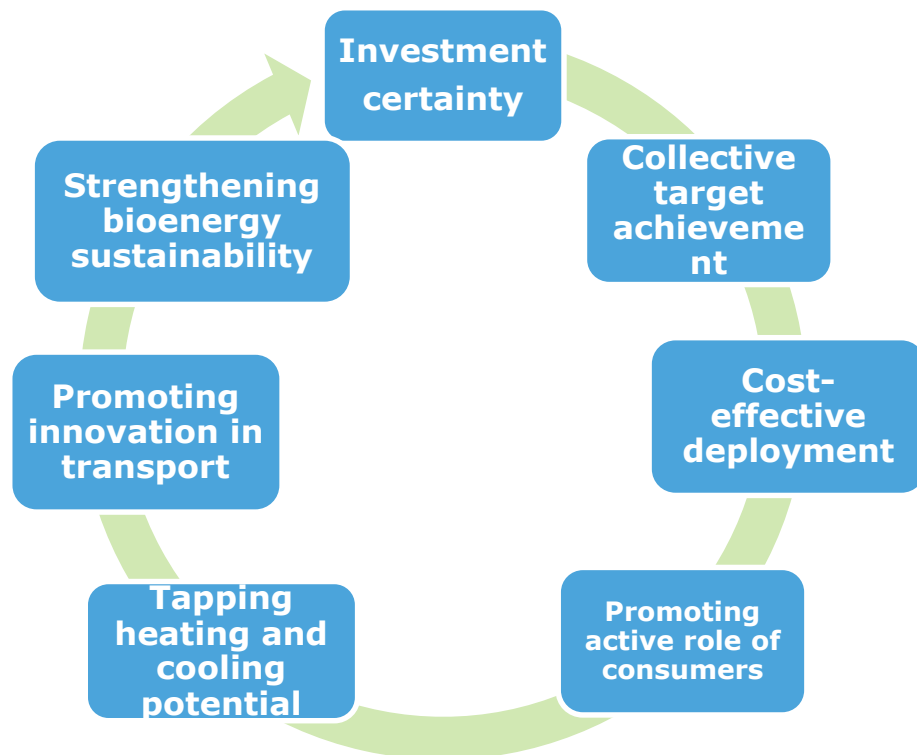 Investment
certainty
Collective
target
achieveme
nt
Cost-
effective
deployment
Promoting
active role of
consumers
Tapping
heating and
cooling
potential
Promoting
innovation in
transport
Strengthening
bioenergy
sustainability